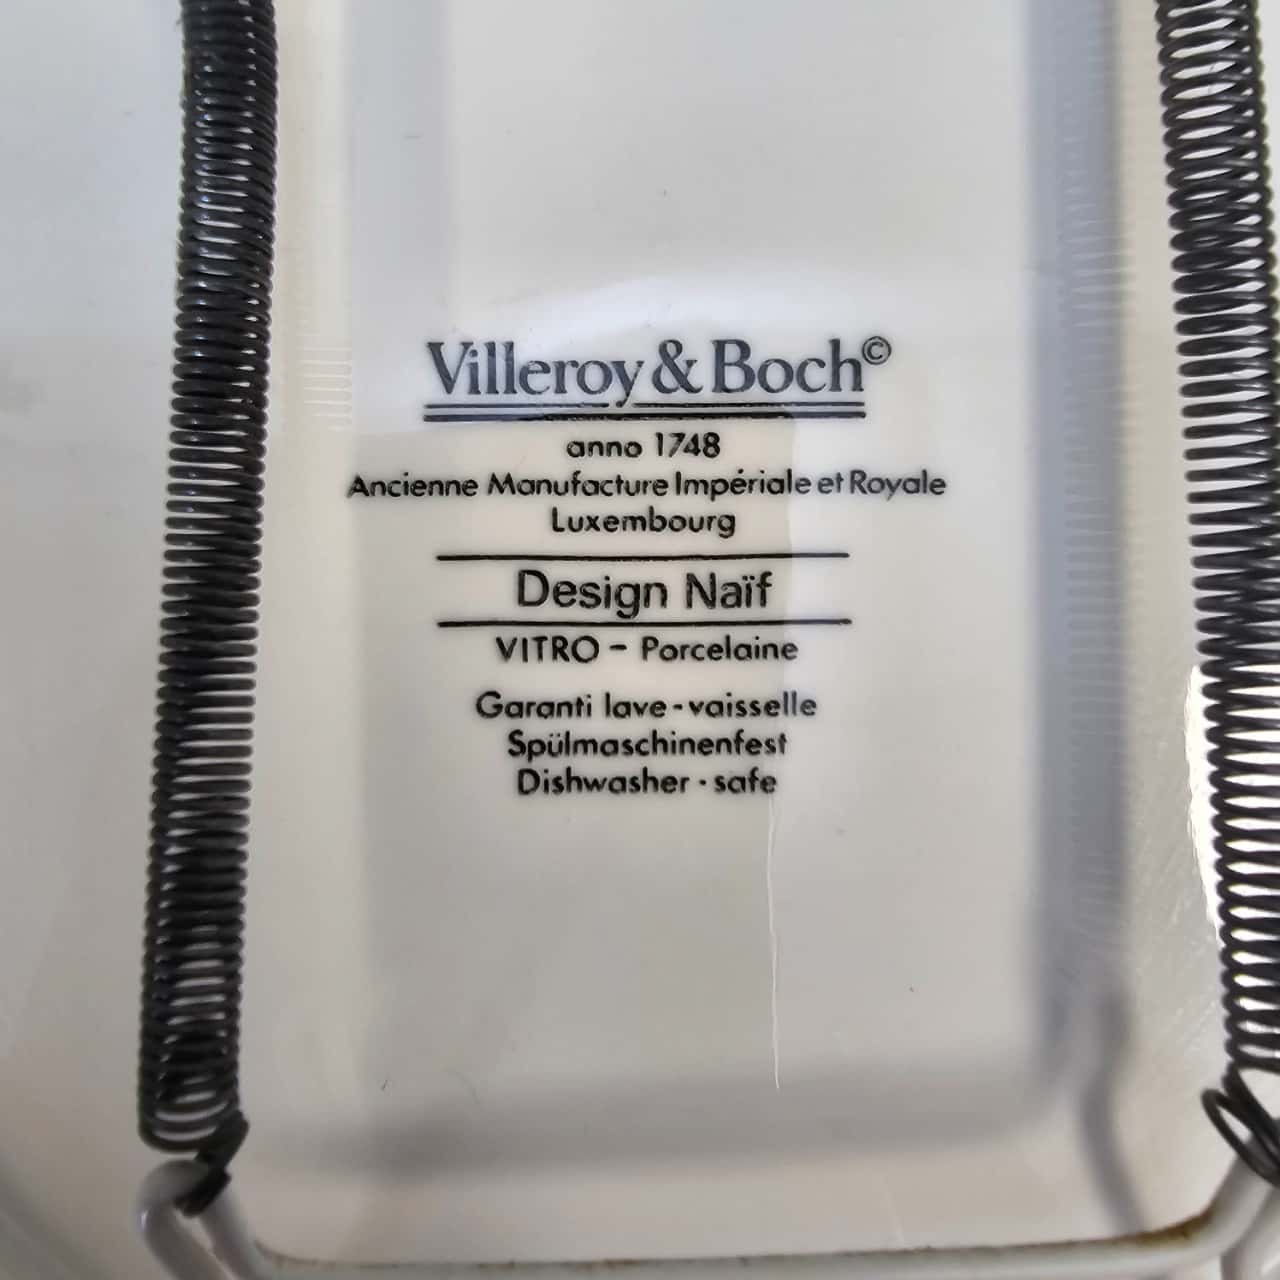 Villeroy & Boch©
anno 1748
Ancienne Manufacture Impériale et Royale
Luxembourg
Design Naïf
VITRO - Porcelaine
Garanti lave-vaisselle
Spülmaschinenfest
Dishwasher-safe